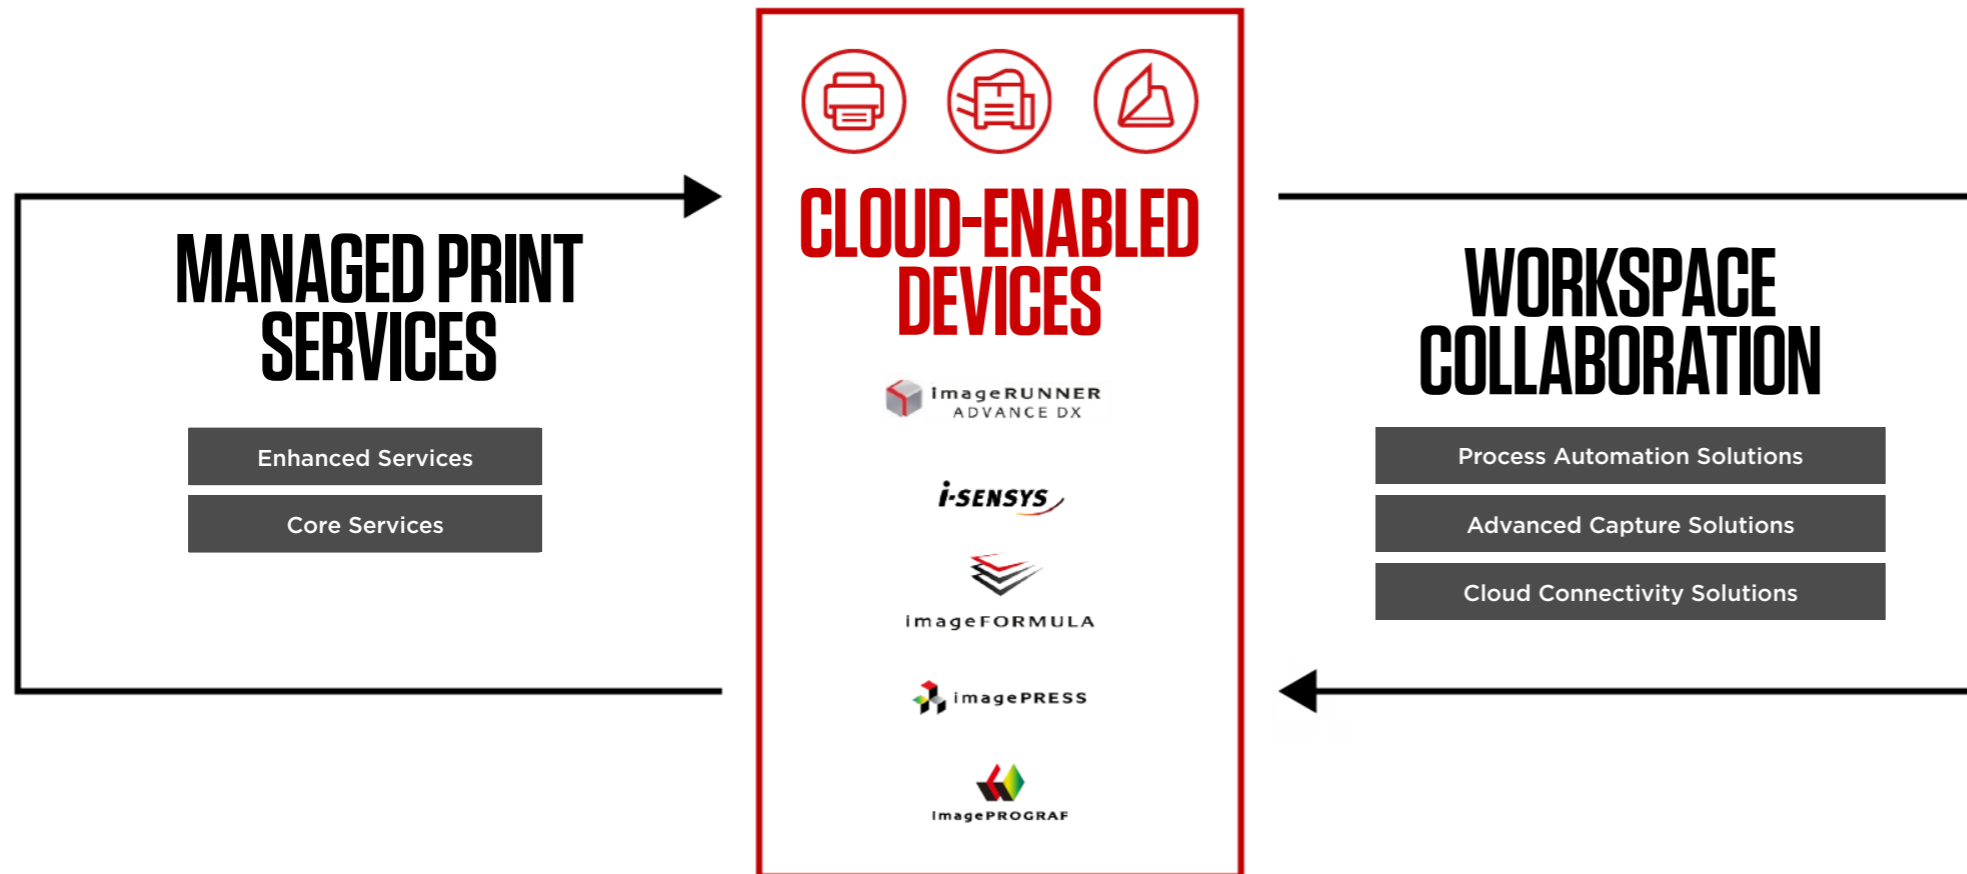 MANAGED PRINT
SERVICES
Enhanced Services
Core Services
CLOUD-ENABLED
DEVICES
imageRUNNER
ADVANCE DX
i-SENSYS
imageFORMULA
imagePRESS
imagePROGRAF
WORKSPACE
COLLABORATION
Process Automation Solutions
Advanced Capture Solutions
Cloud Connectivity Solutions